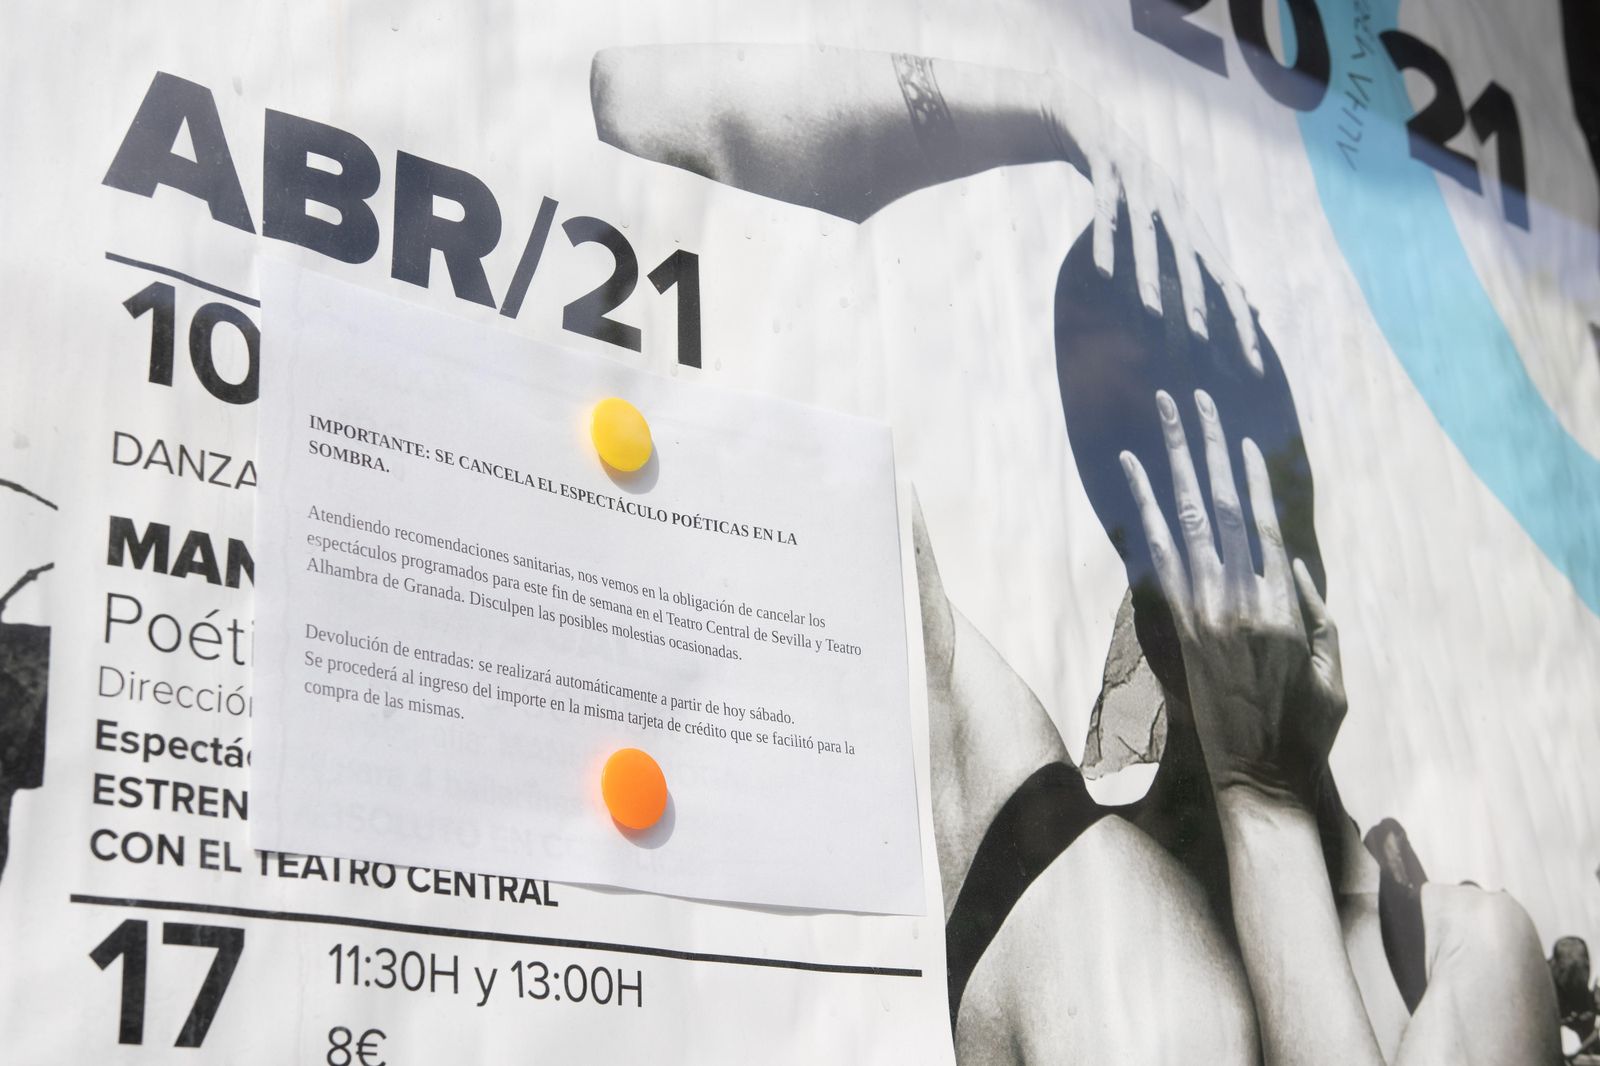 20
21
ABR/21
10
DANZA
MAN
Poéti
Direcció
Espectác
ESTREN
CON EL TEATRO CENTRAL
IMPORTANTE: SE CANCELA EL ESPECTÁCULO POÉTICAS EN LA
SOMBRA.
Atendiendo recomendaciones sanitarias, nos vemos en la obligación de cancelar los
espectáculos programados para este fin de semana en el Teatro Central de Sevilla y Teatro
Alhambra de Granada. Disculpen las posibles molestias ocasionadas.
Devolución de entradas: se realizará automáticamente a partir de hoy sábado.
Se procederá al ingreso del importe en la misma tarjeta de crédito que se facilitó para la
compra de las mismas.
17
11:30H y 13:00H
8€